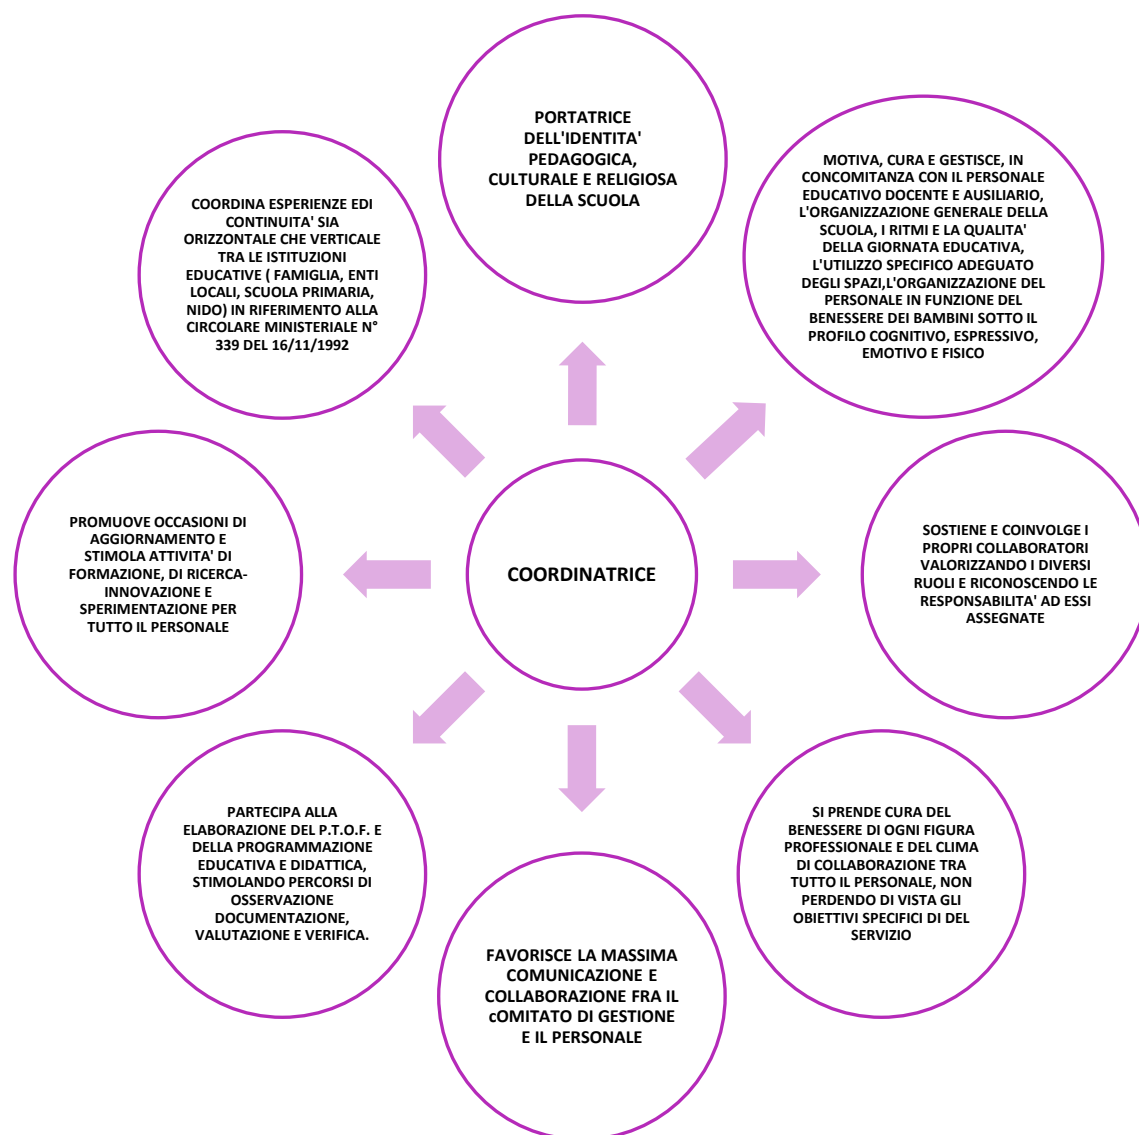 PORTATRICE
DELL'IDENTITA'
PEDAGOGICA,
CULTURALE E RELIGIOSA
DELLA SCUOLA
MOTIVA, CURA E GESTISCE, IN
CONCOMITANZA CON IL PERSONALE
EDUCATIVO DOCENTE E AUSILIARIO,
L'ORGANIZZAZIONE GENERALE DELLA
SCUOLA, I RITMI E LA QUALITA'
DELLA GIORNATA EDUCATIVA,
L'UTILIZZO SPECIFICO ADEGUATO
DEGLI SPAZI,L'ORGANIZZAZIONE DEL
PERSONALE IN FUNZIONE DEL
BENESSERE DEI BAMBINI SOTTO IL
PROFILO COGNITIVO, ESPRESSIVO,
EMOTIVO E FISICO
SOSTIENE E COINVOLGE I
PROPRI COLLABORATORI
VALORIZZANDO I DIVERSI
RUOLI E RICONOSCENDO LE
RESPONSABILITA' AD ESSI
ASSEGNATE
SI PRENDE CURA DEL
BENESSERE DI OGNI FIGURA
PROFESSIONALE E DEL CLIMA
DI COLLABORAZIONE TRA
TUTTO IL PERSONALE, NON
PERDENDO DI VISTA GLI
OBIETTIVI SPECIFICI DI DEL
SERVIZIO
FAVORISCE LA MASSIMA
COMUNICAZIONE E
COLLABORAZIONE FRA IL
cOMITATO DI GESTIONE
E IL PERSONALE
PARTECIPA ALLA
ELABORAZIONE DEL P.T.O.F. E
DELLA PROGRAMMAZIONE
EDUCATIVA E DIDATTICA,
STIMOLANDO PERCORSI DI
OSSERVAZIONE
DOCUMENTAZIONE,
VALUTAZIONE E VERIFICA.
PROMUOVE OCCASIONI DI
AGGIORNAMENTO E
STIMOLA ATTIVITA' DI
FORMAZIONE, DI RICERCA-
INNOVAZIONE E
SPERIMENTAZIONE PER
TUTTO IL PERSONALE
COORDINA ESPERIENZE EDI
CONTINUITA' SIA
ORIZZONTALE CHE VERTICALE
TRA LE ISTITUZIONI
EDUCATIVE ( FAMIGLIA, ENTI
LOCALI, SCUOLA PRIMARIA,
NIDO) IN RIFERIMENTO ALLA
CIRCOLARE MINISTERIALE N°
339 DEL 16/11/1992
COORDINATRICE